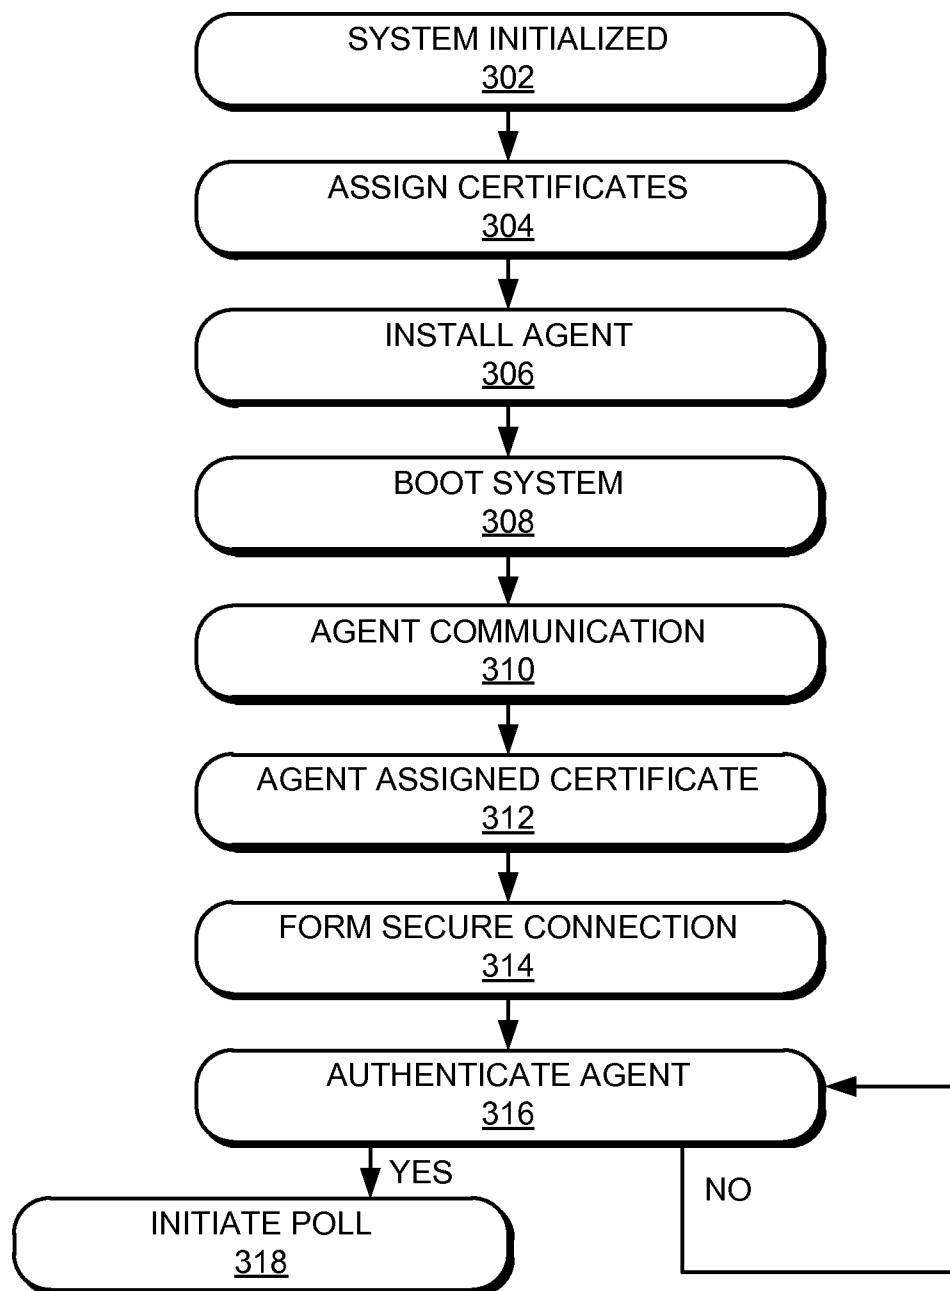 SYSTEM INITIALIZED
302
ASSIGN CERTIFICATES
304
INSTALL AGENT
306
BOOT SYSTEM
308
AGENT COMMUNICATION
310
AGENT ASSIGNED CERTIFICATE
312
FORM SECURE CONNECTION
314
AUTHENTICATE AGENT
316
YES
NO
INITIATE POLL
318